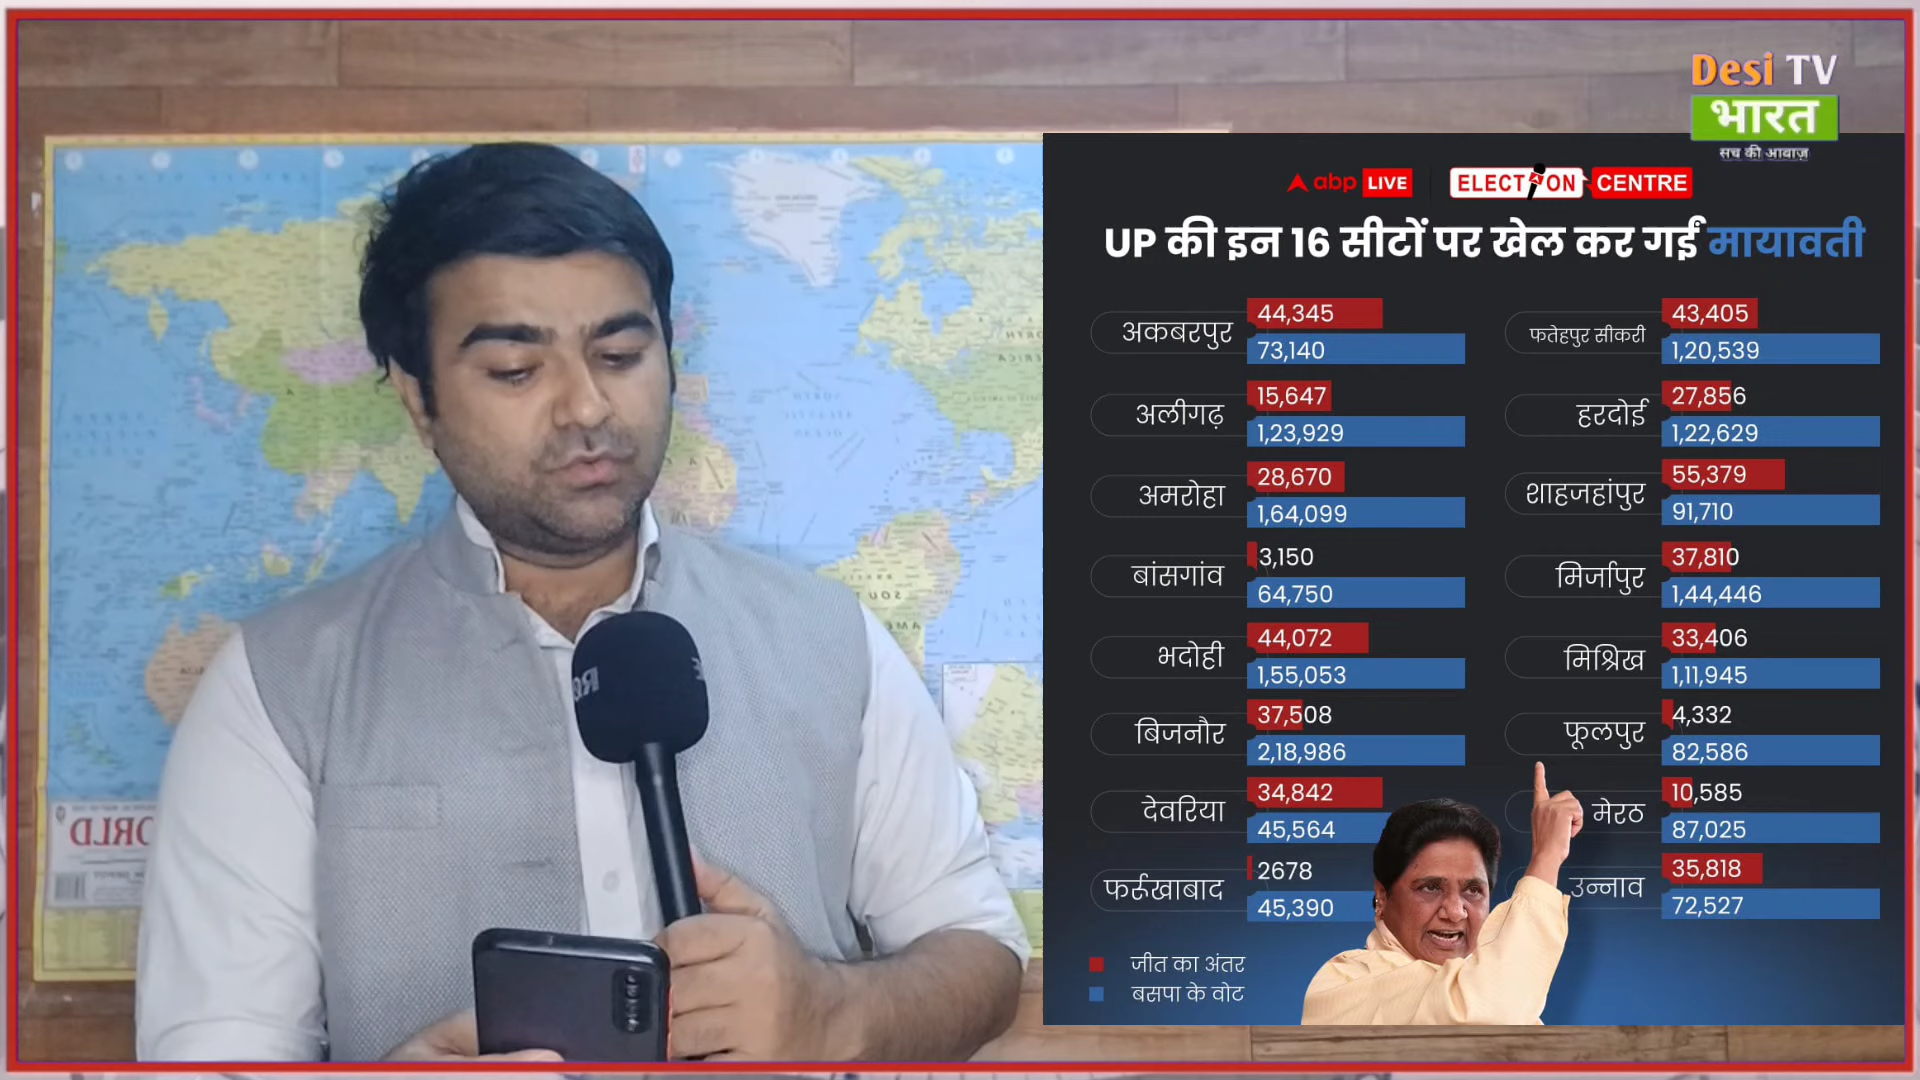 Desi TV
भारत
सच की आवाज़
abp LIVE ELECTION CENTRE
UP की इन 16 सीटों पर खेल कर गईं मायावती
अकबरपुर 44,345
73,140
अलीगढ़ 15,647
1,23,929
अमरोहा 28,670
1,64,099
बांसगांव 3,150
64,750
भदोही 44,072
1,55,053
बिजनौर 37,508
2,18,986
देवरिया 34,842
45,564
फर्रूखाबाद 2678
45,390
फतेहपुर सीकरी 43,405
1,20,539
हरदोई 27,856
1,22,629
शाहजहांपुर 55,379
91,710
मिर्जापुर 37,810
1,44,446
मिश्रिख 33,406
1,11,945
फूलपुर 4,332
82,586
मेरठ 10,585
87,025
उन्नाव 35,818
72,527
जीत का अंतर
बसपा के वोट